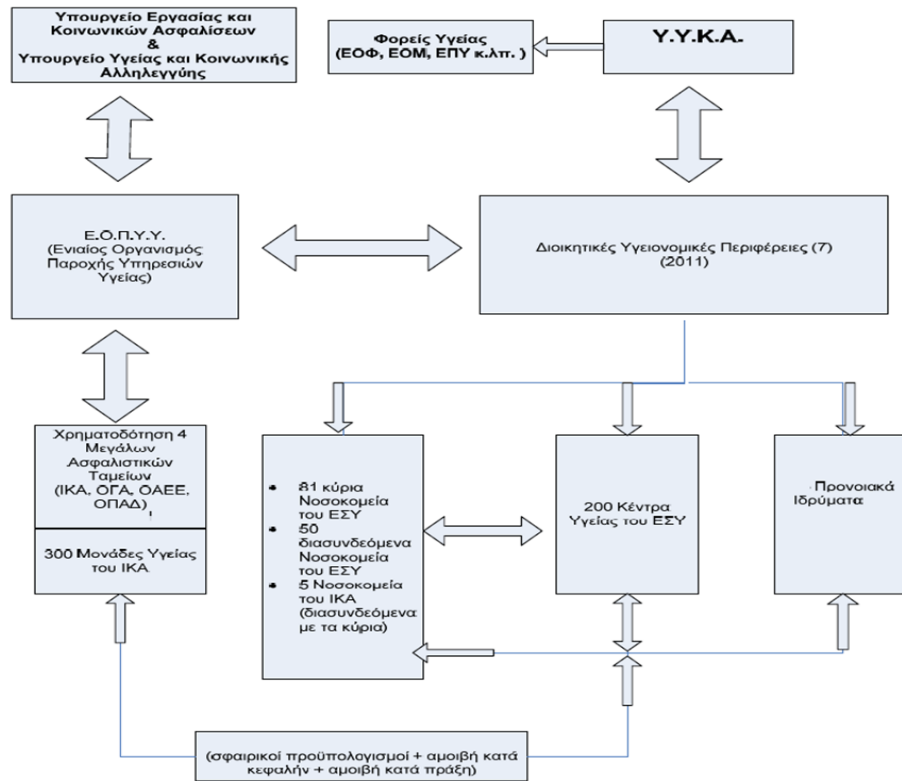 Υπουργείο Εργασίας και
Κοινωνικών Ασφαλίσεων
&
Υπουργείο Υγείας και Κοινωνικής
Αλληλεγγύης
Φορείς Υγείας
(ΕΟΦ, ΕΟΜ, ΕΠΥ κ.λπ. )
Υ.Υ.Κ.Α.
Ε.Ο.Π.Υ.Υ.
(Ενιαίος Οργανισμός
Παροχής Υπηρεσιών
Υγείας)
Διοικητικές Υγειονομικές Περιφέρειες (7)
(2011)
Χρηματοδότηση 4
Μεγάλων
Ασφαλιστικών
Ταμείων
(ΙΚΑ, ΟΓΑ, ΟΑΕΕ,
ΟΠΑΔ)
300 Μονάδες Υγείας
του ΙΚΑ
• 81 κύρια
Νοσοκομεία
του ΕΣΥ
• 50
διασυνδεόμενα
Νοσοκομεία
του ΕΣΥ
• 5 Νοσοκομεία
του ΙΚΑ
(διασυνδεόμενα
με τα κύρια)
200 Κέντρα
Υγείας του ΕΣΥ
Προνοιακά
Ιδρύματα
(σφαιρικοί προϋπολογισμοί + αμοιβή κατά
κεφαλήν + αμοιβή κατά πράξη)